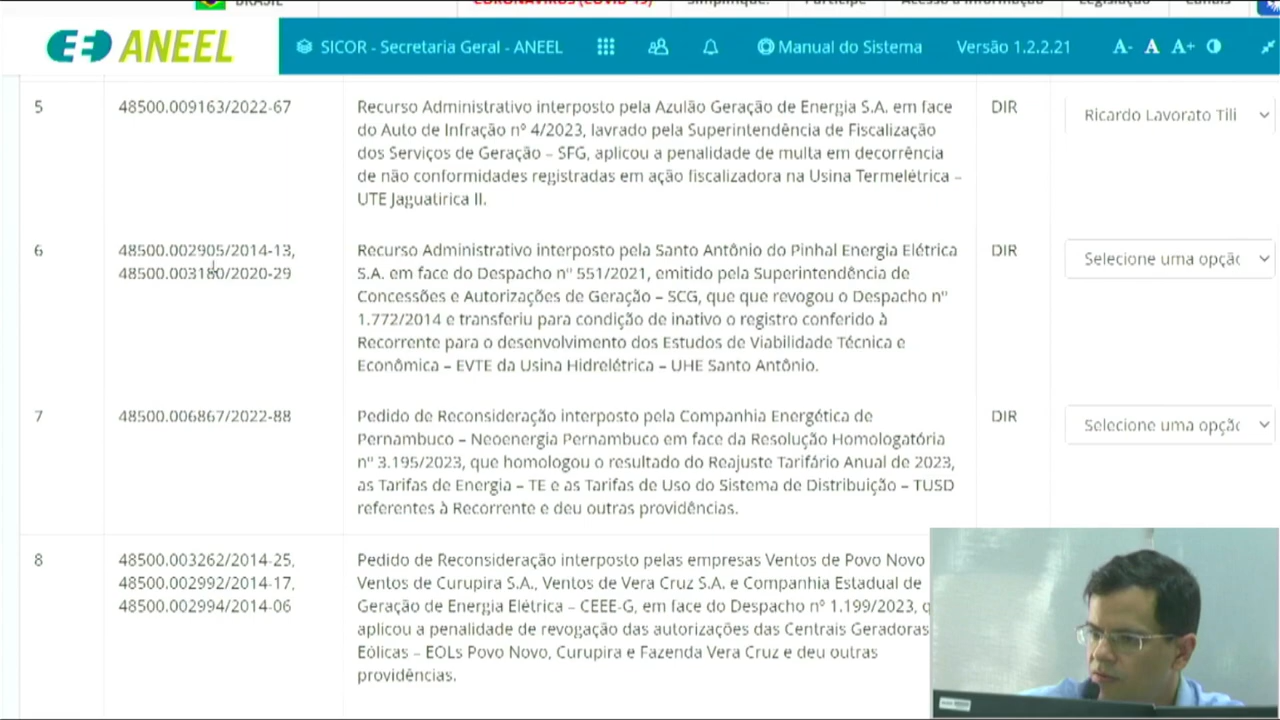 BRASIL
CORONAVÍRUS (COVID-19)
Simplifique!
Participe
Acesso à informação
Legislação
Canais
ANEEL
SICOR - Secretaria Geral - ANEEL
Manual do Sistema
Versão 1.2.2.21
A- A A+
5
48500.009163/2022-67
Recurso Administrativo interposto pela Azulão Geração de Energia S.A. em face
do Auto de Infração nº 4/2023, lavrado pela Superintendência de Fiscalização
dos Serviços de Geração – SFG, aplicou a penalidade de multa em decorrência
de não conformidades registradas em ação fiscalizadora na Usina Termelétrica –
UTE Jaguatirica II.
DIR
Ricardo Lavorato Tili
6
48500.002905/2014-13,
48500.003180/2020-29
Recurso Administrativo interposto pela Santo Antônio do Pinhal Energia Elétrica
S.A. em face do Despacho nº 551/2021, emitido pela Superintendência de
Concessões e Autorizações de Geração – SCG, que que revogou o Despacho nº
1.772/2014 e transferiu para condição de inativo o registro conferido à
Recorrente para o desenvolvimento dos Estudos de Viabilidade Técnica e
Econômica – EVTE da Usina Hidrelétrica – UHE Santo Antônio.
DIR
Selecione uma opçãc
7
48500.006867/2022-88
Pedido de Reconsideração interposto pela Companhia Energética de
Pernambuco – Neoenergia Pernambuco em face da Resolução Homologatória
nº 3.195/2023, que homologou o resultado do Reajuste Tarifário Anual de 2023,
as Tarifas de Energia – TE e as Tarifas de Uso do Sistema de Distribuição – TUSD
referentes à Recorrente e deu outras providências.
DIR
Selecione uma opçãc
8
48500.003262/2014-25,
48500.002992/2014-17,
48500.002994/2014-06
Pedido de Reconsideração interposto pelas empresas Ventos de Povo Novo
Ventos de Curupira S.A., Ventos de Vera Cruz S.A. e Companhia Estadual de
Geração de Energia Elétrica – CEEE-G, em face do Despacho nº 1.199/2023, q
aplicou a penalidade de revogação das autorizações das Centrais Geradoras
Eólicas – EOLs Povo Novo, Curupira e Fazenda Vera Cruz e deu outras
providências.